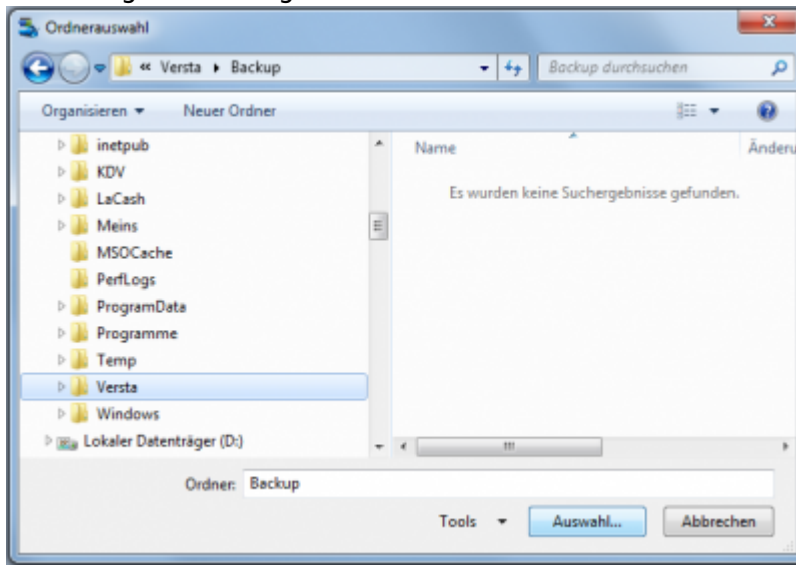 Ordnerauswahl
« Versta Backup
Backup durchsuchen
Organisieren
Neuer Ordner
inetpub
KDV
LaCash
Meins
MSOCache
PerfLogs
ProgramData
Programme
Temp
Versta
Windows
Lokaler Datenträger (D:)
Name
Änderu
Es wurden keine Suchergebnisse gefunden.
Ordner: Backup
Tools
Auswahl...
Abbrechen